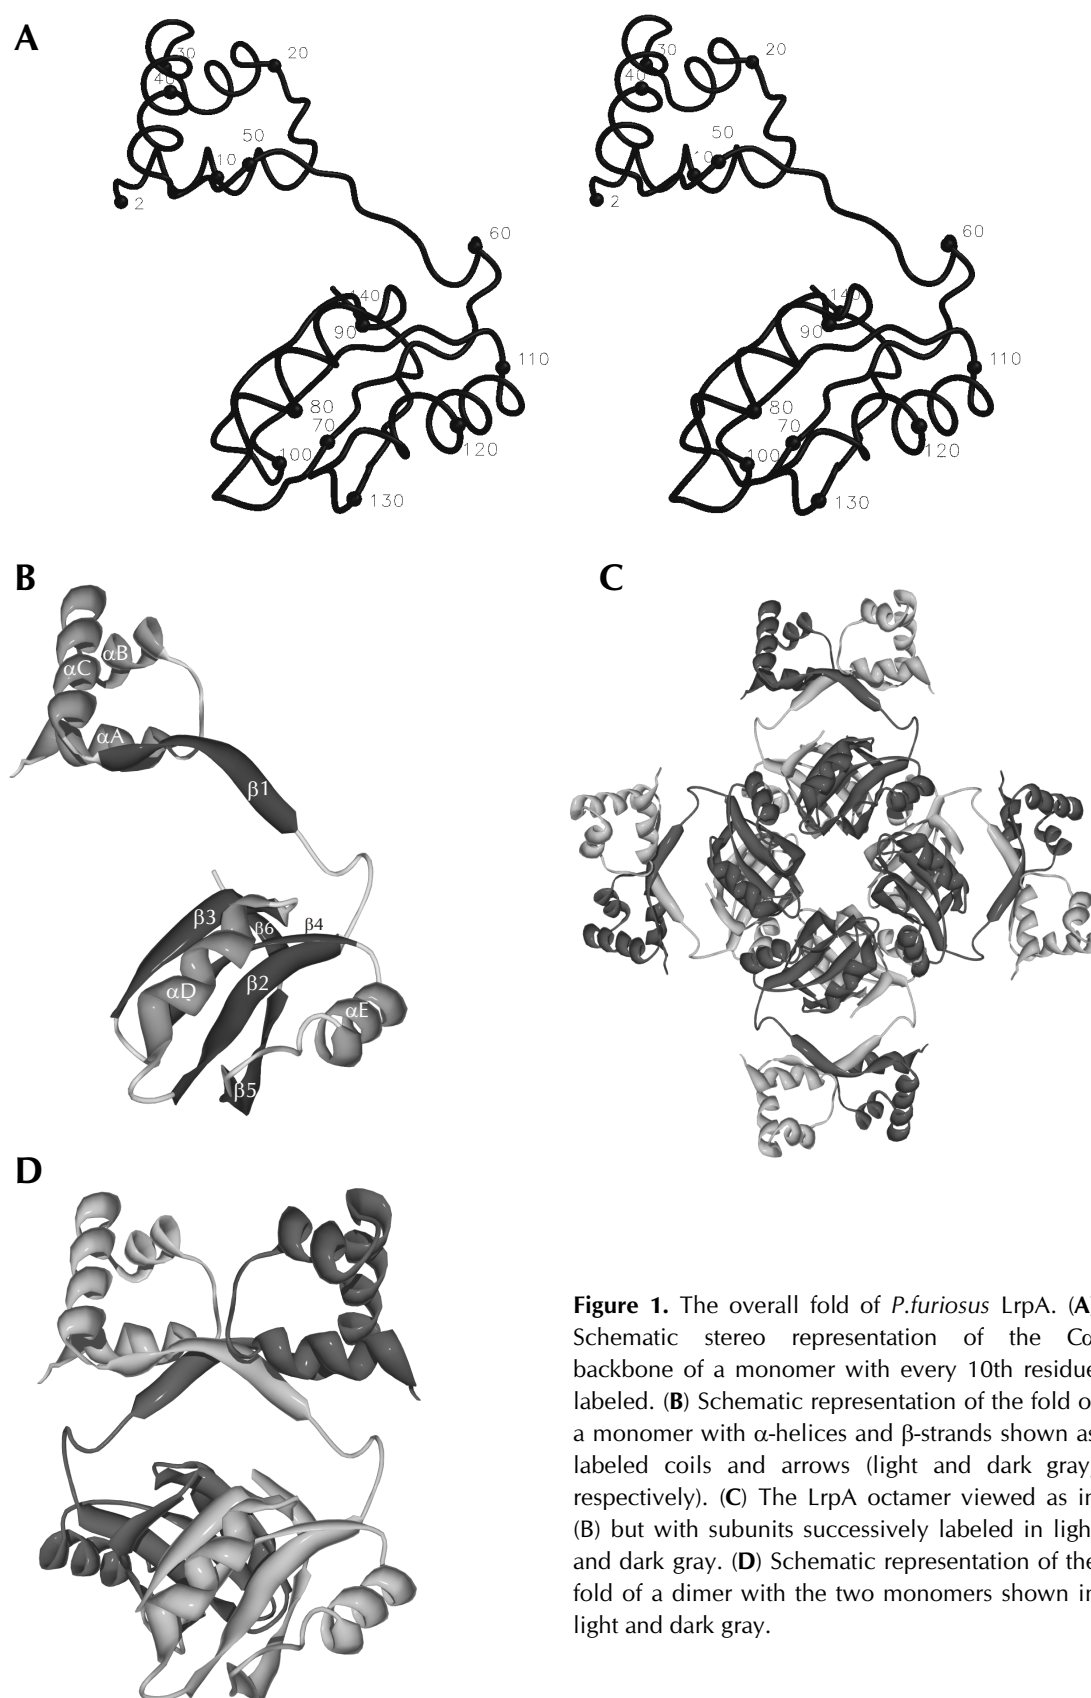 A
30
20
40
50
10
2
60
140
90
110
80
70
100
120
130
30
20
40
50
10
2
60
140
90
110
80
70
100
120
130
B
αB
αC
αA
β1
β3
β6
β4
β2
αD
αE
β5
C
D
Figure 1. The overall fold of P.furiosus LrpA. (A
Schematic stereo representation of the Cα
backbone of a monomer with every 10th residue
labeled. (B) Schematic representation of the fold o
a monomer with α-helices and β-strands shown as
labeled coils and arrows (light and dark gray,
respectively). (C) The LrpA octamer viewed as in
(B) but with subunits successively labeled in ligh
and dark gray. (D) Schematic representation of the
fold of a dimer with the two monomers shown in
light and dark gray.